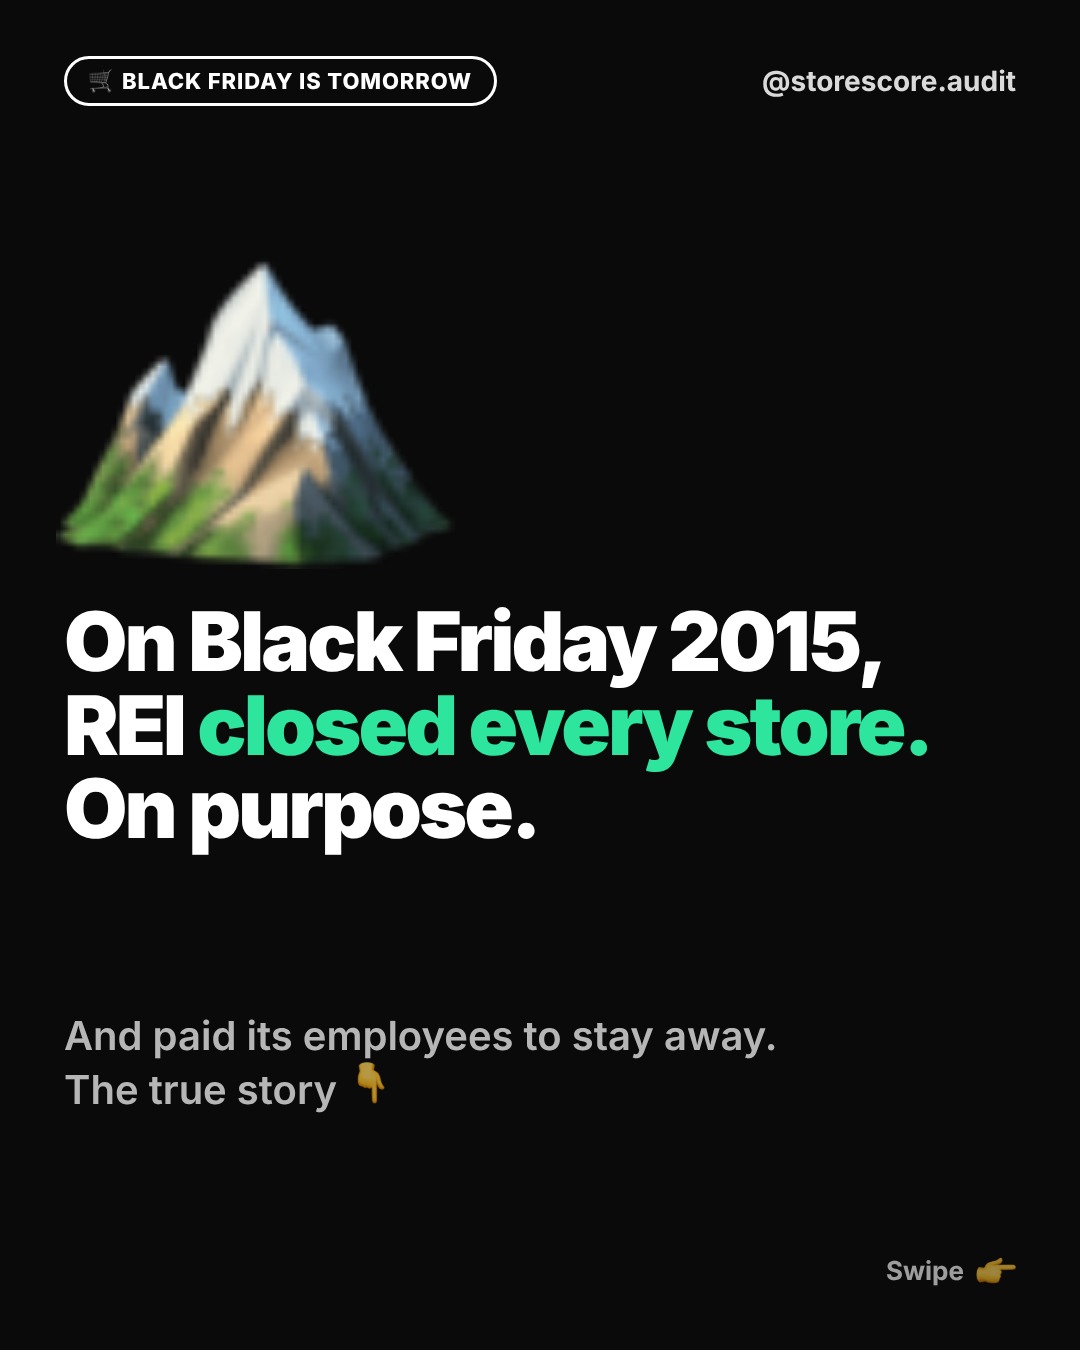 🛒 BLACK FRIDAY IS TOMORROW
@storescore.audit
On Black Friday 2015,
REI closed every store.
On purpose.
And paid its employees to stay away.
The true story 👇
Swipe 👉